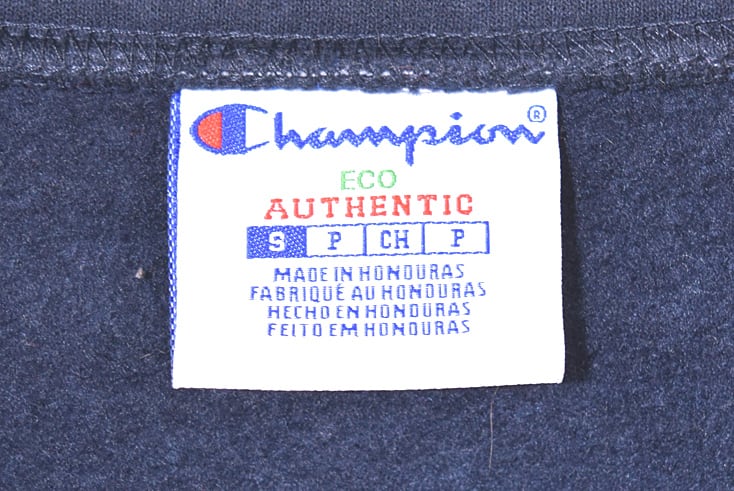 Champion®
ECO
AUTHENTIC
S P CH P
MADE IN HONDURAS
FABRIQUÉ AU HONDURAS
HECHO EN HONDURAS
FEITO EM HONDURAS